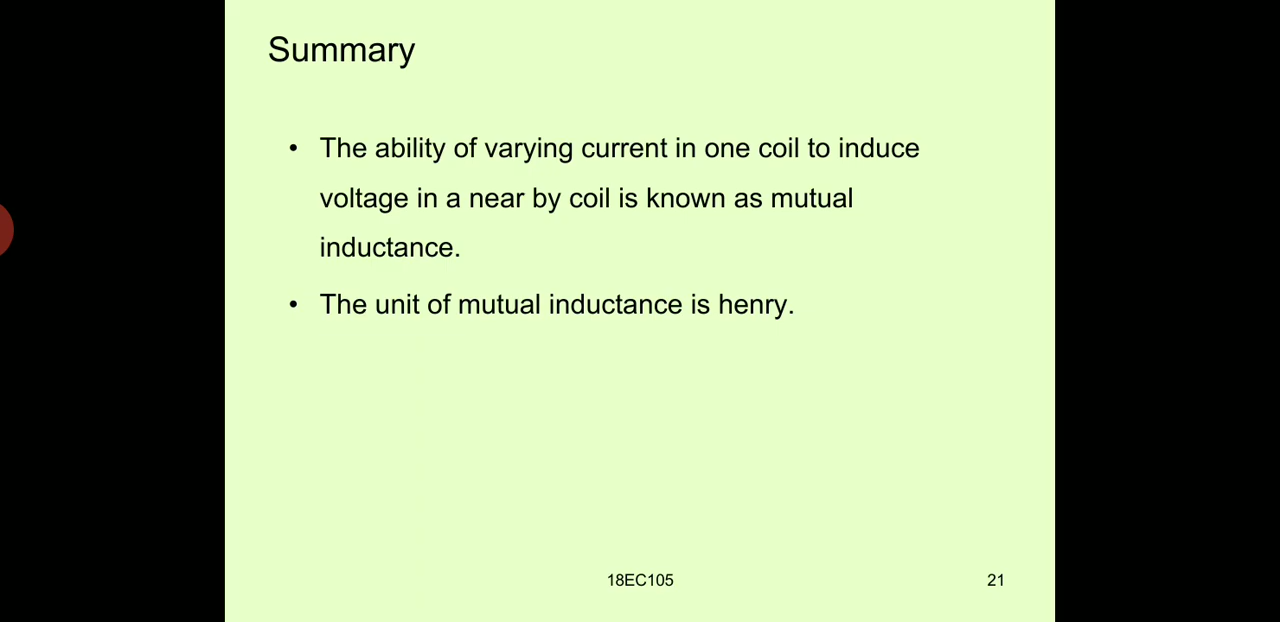 Summary
• The ability of varying current in one coil to induce
voltage in a near by coil is known as mutual
inductance.
• The unit of mutual inductance is henry.
18EC105
21